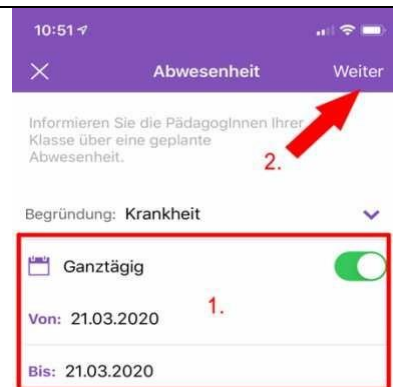 10:51
Abwesenheit
Weiter
Informieren Sie die PädagogInnen Ihrer
Klasse über eine geplante
Abwesenheit.
2.
Begründung: Krankheit
Ganztägig
1.
Von: 21.03.2020
Bis: 21.03.2020